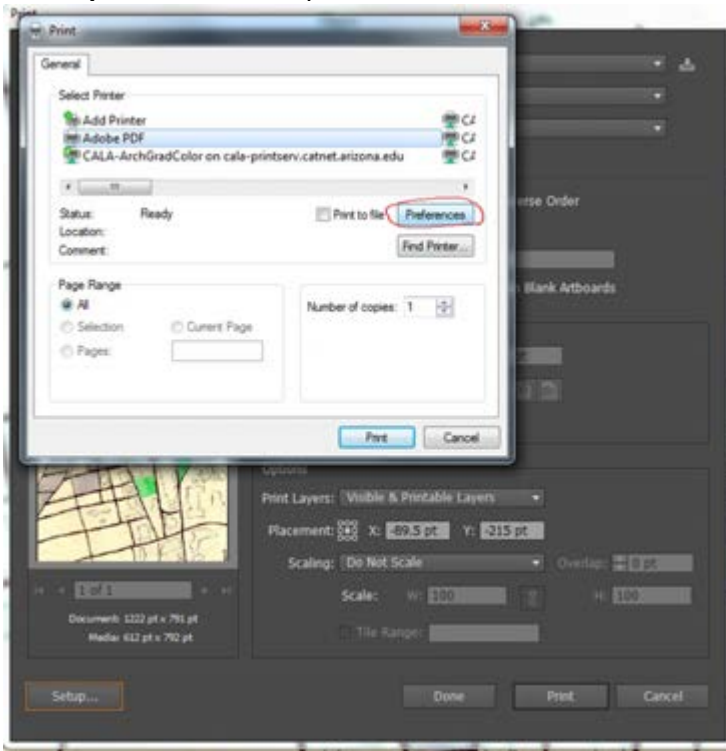 Print
Print
General
Select Printer
Add Printer
Adobe PDF
CALA-ArchGradColor on cala-printserv.catnet.arizona.edu
Status: Ready
Print to file
Preferences
Location:
Comment:
Find Printer...
Page Range
All
Selection
Current Page
Pages:
Number of copies: 1
Print
Cancel
erse Order
Blank Artboards
Options
Print Layers: Visible & Printable Layers
Placement: X: -89.5 pt Y: -215 pt
Scaling: Do Not Scale
Overlap: 0 pt
Scale: W: 100 H: 100
Tile Range:
1 of 1
Document: 1222 pt x 791 pt
Media: 612 pt x 792 pt
Setup...
Done
Print
Cancel